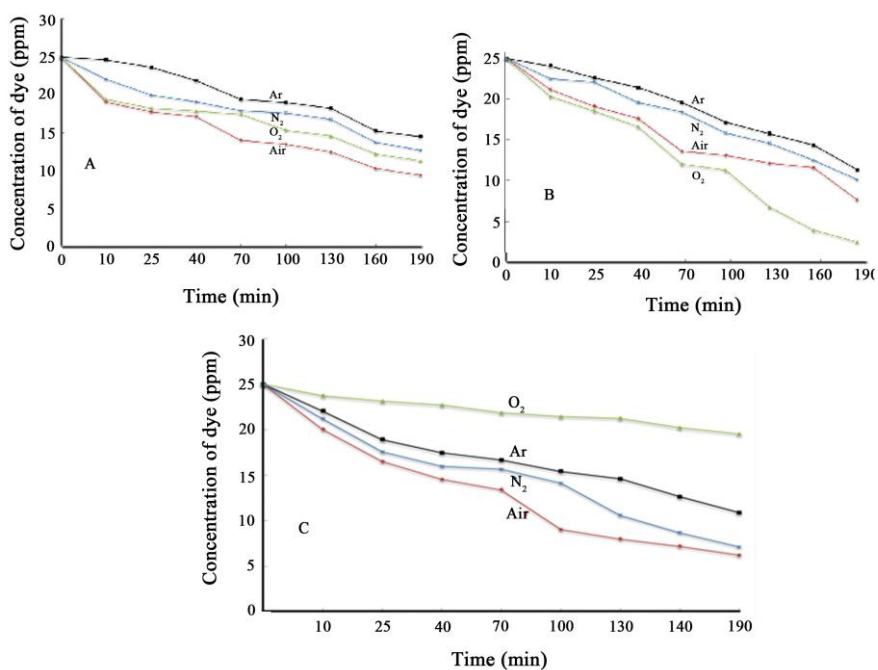 Concentration of dye (ppm)
30
25
20
15
10
5
0
Ar
N2
O2
Air
A
0 10 25 40 70 100 130 160 190
Time (min)
Concentration of dye (ppm)
25
20
15
10
5
0
Ar
N2
Air
O2
B
0 10 25 40 70 100 130 160 190
Time (min)
Concentration of dye (ppm)
30
25
20
15
10
5
0
O2
Ar
N2
Air
C
10 25 40 70 100 130 140 190
Time (min)